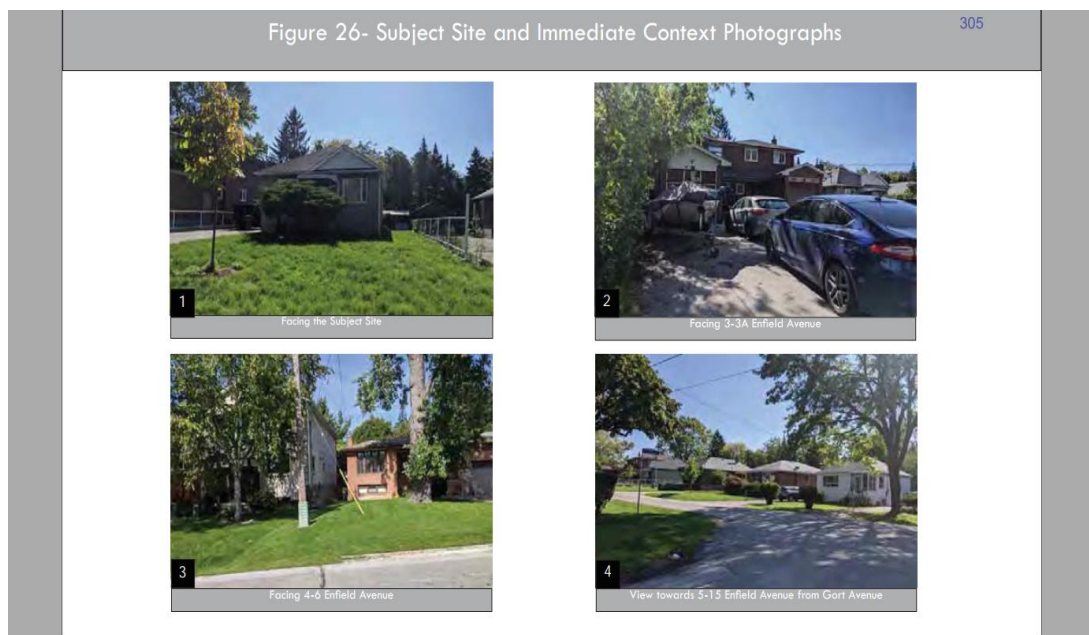 Figure 26- Subject Site and Immediate Context Photographs
305
1
Facing the Subject Site
2
Facing 3-3A Enfield Avenue
3
Facing 4-6 Enfield Avenue
4
View towards 5-15 Enfield Avenue from Gort Avenue